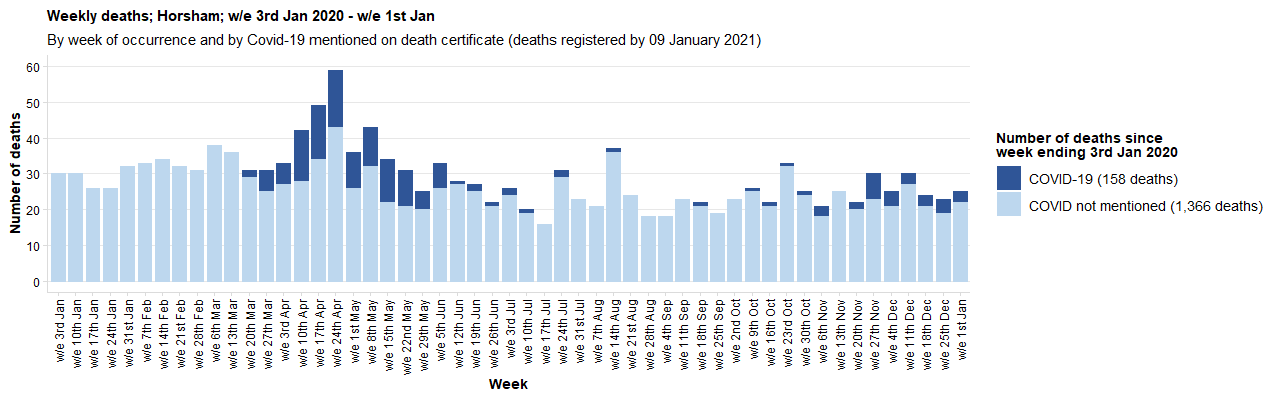 Weekly deaths; Horsham; w/e 3rd Jan 2020 - w/e 1st Jan
By week of occurrence and by Covid-19 mentioned on death certificate (deaths registered by 09 January 2021)
60
50
40
30
20
10
0
Number of deaths
w/e 3rd Jan
w/e 10th Jan
w/e 17th Jan
w/e 24th Jan
w/e 31st Jan
w/e 7th Feb
w/e 14th Feb
w/e 21st Feb
w/e 28th Feb
w/e 6th Mar
w/e 13th Mar
w/e 20th Mar
w/e 27th Mar
w/e 3rd Apr
w/e 10th Apr
w/e 17th Apr
w/e 24th Apr
w/e 1st May
w/e 8th May
w/e 15th May
w/e 22nd May
w/e 29th May
w/e 5th Jun
w/e 12th Jun
w/e 19th Jun
w/e 26th Jun
w/e 3rd Jul
w/e 10th Jul
w/e 17th Jul
w/e 24th Jul
w/e 31st Jul
w/e 7th Aug
w/e 14th Aug
w/e 21st Aug
w/e 28th Aug
w/e 4th Sep
w/e 11th Sep
w/e 18th Sep
w/e 25th Sep
w/e 2nd Oct
w/e 9th Oct
w/e 16th Oct
w/e 23rd Oct
w/e 30th Oct
w/e 6th Nov
w/e 13th Nov
w/e 20th Nov
w/e 27th Nov
w/e 4th Dec
w/e 11th Dec
w/e 18th Dec
w/e 25th Dec
w/e 1st Jan
Week
Number of deaths since
week ending 3rd Jan 2020
COVID-19 (158 deaths)
COVID not mentioned (1,366 deaths)